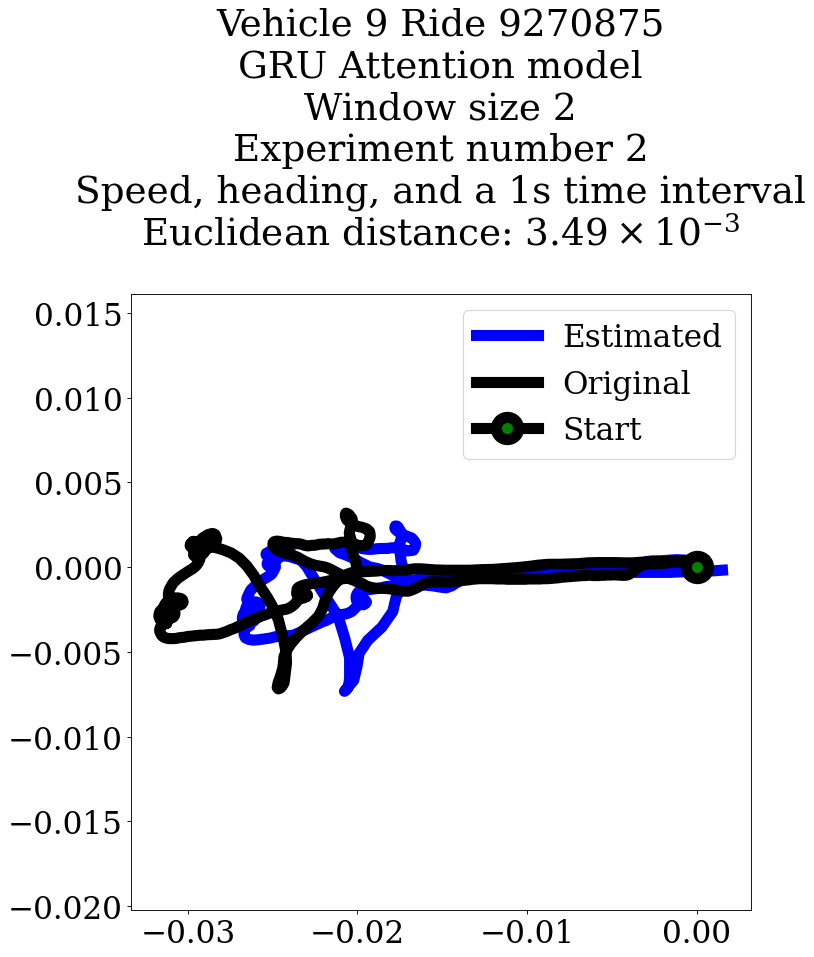 Vehicle 9 Ride 9270875
GRU Attention model
Window size 2
Experiment number 2
Speed, heading, and a 1s time interval
Euclidean distance: 3.49 × 10⁻³
0.015
Estimated
0.010
Original
Start
0.005
0.000
−0.005
−0.010
−0.015
−0.020
−0.03 −0.02 −0.01 0.00